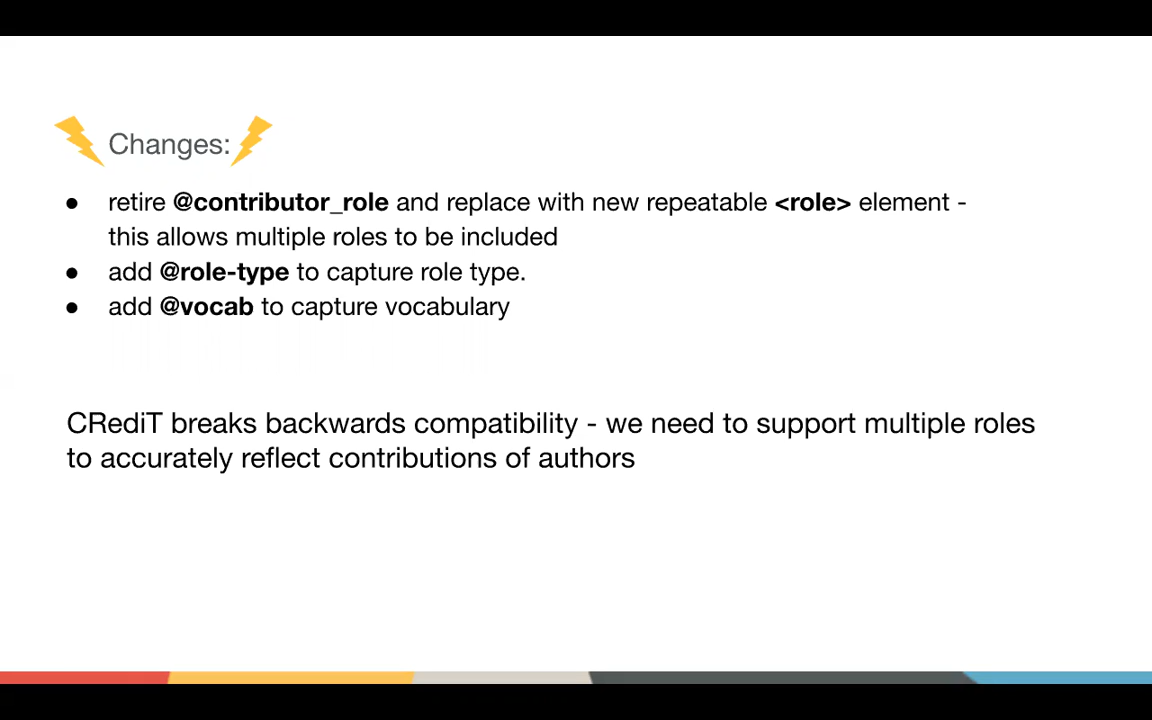 Changes:
● retire @contributor_role and replace with new repeatable <role> element -
this allows multiple roles to be included
● add @role-type to capture role type.
● add @vocab to capture vocabulary
CRediT breaks backwards compatibility - we need to support multiple roles
to accurately reflect contributions of authors